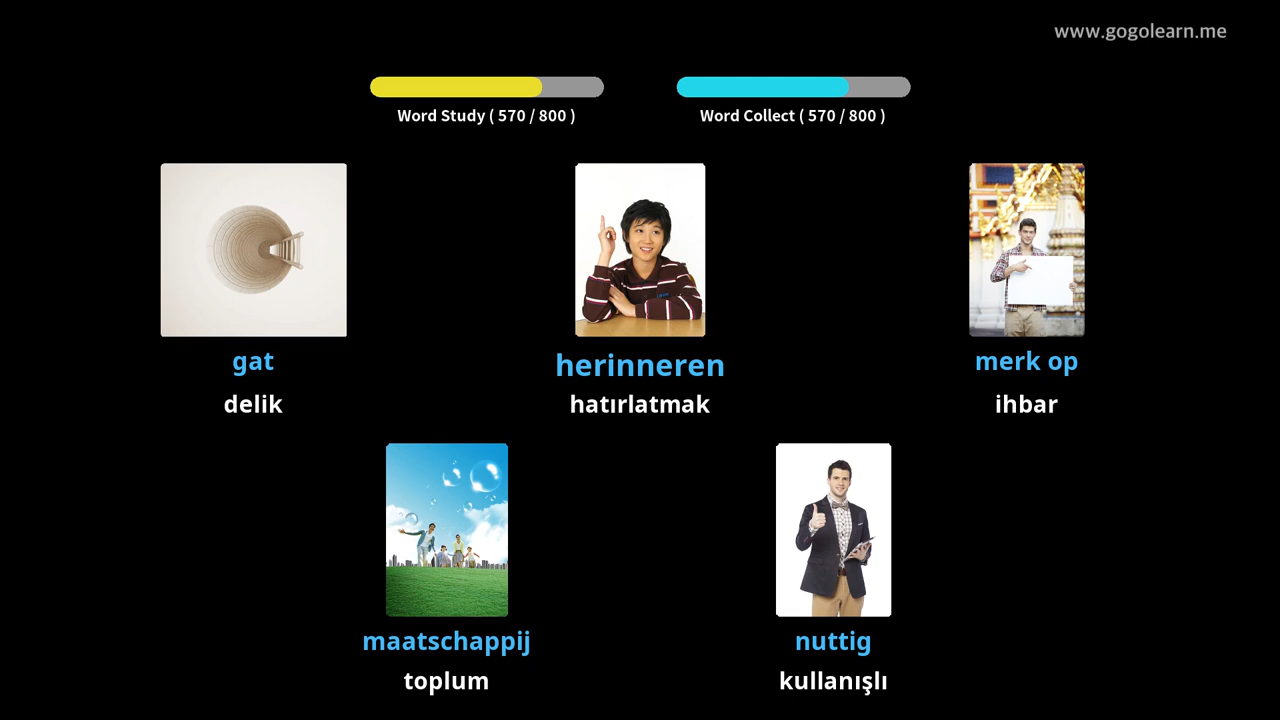 www.gogolearn.me
Word Study ( 570 / 800 )
Word Collect ( 570 / 800 )
gat
herinneren
merk op
delik
hatırlatmak
ihbar
maatschappij
nuttig
toplum
kullanışlı